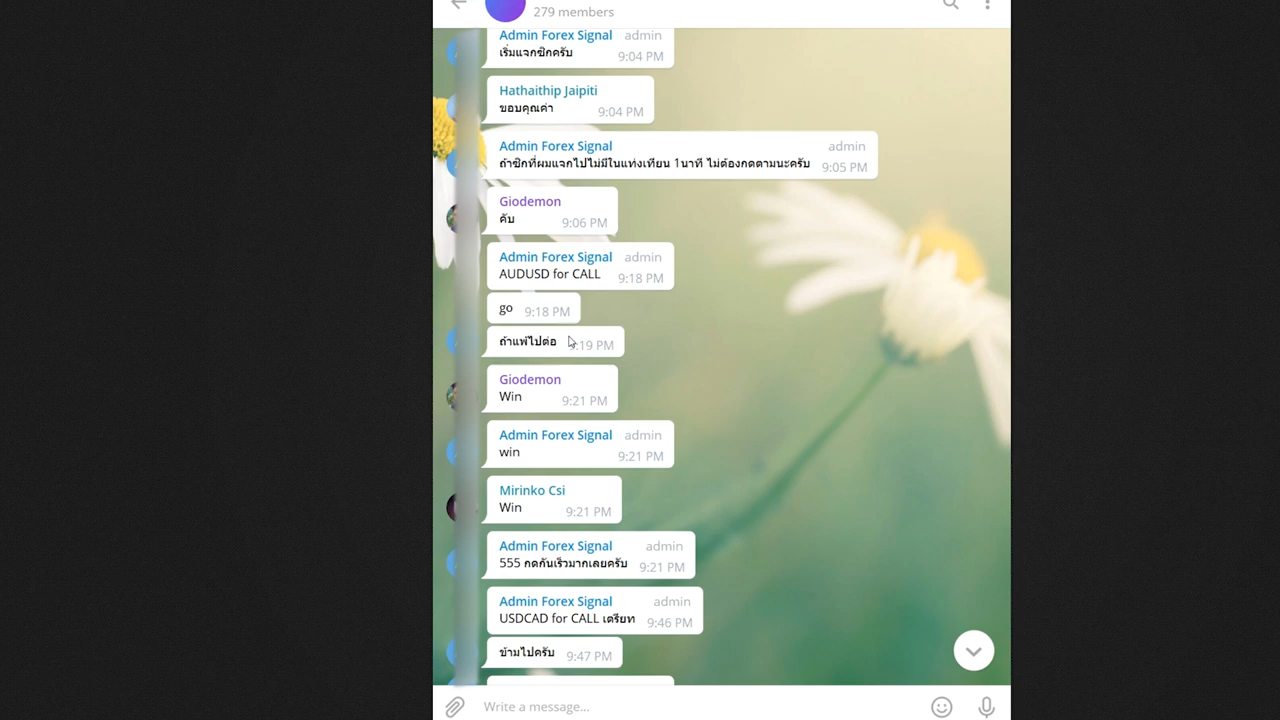 279 members
Admin Forex Signal admin
เริ่มแจกซิกครับ 9:04 PM
Hathaithip Jaipiti
ขอบคุณค่า 9:04 PM
Admin Forex Signal admin
ถ้าซิกที่ผมแจกไปไม่มีในแท่งเทียน 1นาที ไม่ต้องกดตามนะครับ 9:05 PM
Giodemon
คับ 9:06 PM
Admin Forex Signal admin
AUDUSD for CALL 9:18 PM
go 9:18 PM
ถ้าแพ้ไปต่อ 9:19 PM
Giodemon
Win 9:21 PM
Admin Forex Signal admin
win 9:21 PM
Mirinko Csi
Win 9:21 PM
Admin Forex Signal admin
555 กดกันเร็วมากเลยครับ 9:21 PM
Admin Forex Signal admin
USDCAD for CALL เตรียท 9:46 PM
ข้ามไปครับ 9:47 PM
Write a message...